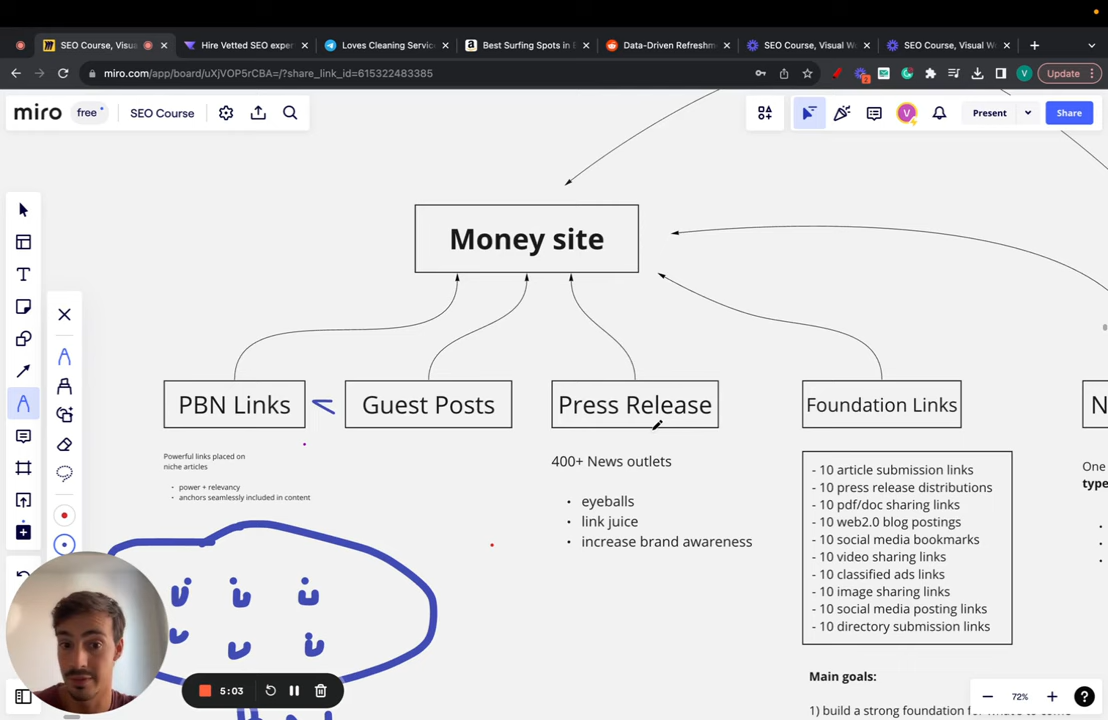 SEO Course, Visua
Hire Vetted SEO exper
Loves Cleaning Service
Best Surfing Spots in E
Data-Driven Refreshm
SEO Course, Visual W
SEO Course, Visual W
miro.com/app/board/uXjVOP5rCBA=/?share_link_id=615322483385
V
Update
miro
free
SEO Course
V
Present
Share
Money site
PBN Links
Guest Posts
Press Release
Foundation Links
N
Powerful links placed on
niche articles
• power + relevancy
• anchors seamlessly included in content
400+ News outlets
• eyeballs
• link juice
• increase brand awareness
- 10 article submission links
- 10 press release distributions
- 10 pdf/doc sharing links
- 10 web2.0 blog postings
- 10 social media bookmarks
- 10 video sharing links
- 10 classified ads links
- 10 image sharing links
- 10 social media posting links
- 10 directory submission links
One
type
Main goals:
5:03
72%